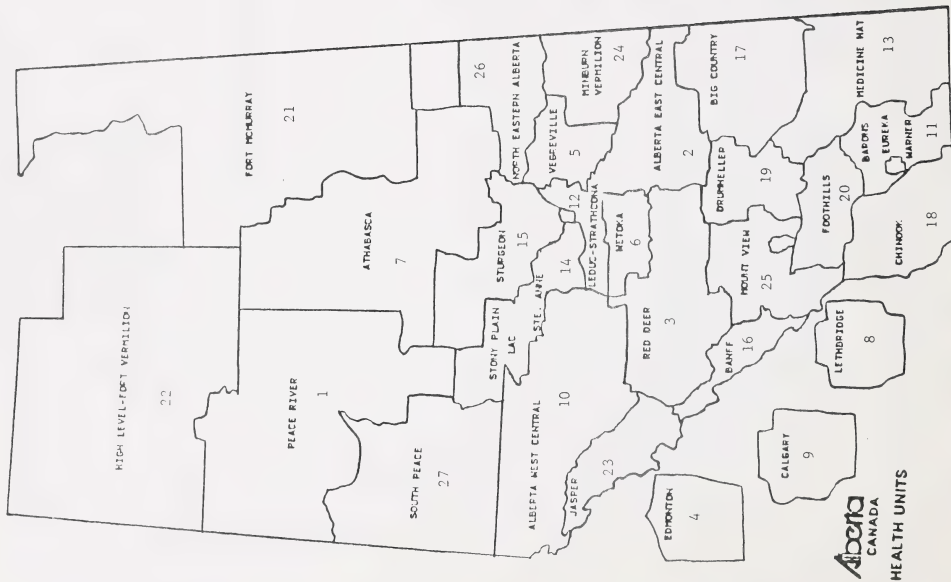 HIGH LEVEL-FORT VERMILION
22
FORT MCMURRAY
21
PEACE RIVER
1
ATHABASCA
7
SOUTH PEACE
27
26
NORTH EASTERN ALBERTA
STURGEON
15
STONY PLAIN
LAC
STE. ANNE
14
12
VEGREVILLE
5
MINBURN
VERMILION
24
ALBERTA WEST CENTRAL
10
LEDUC-STRATHCONA
WETOKA
6
ALBERTA EAST CENTRAL
2
JASPER
23
RED DEER
3
BIG COUNTRY
17
DRUMHELLER
19
MOUNT VIEW
25
BANFF
16
EDMONTON
4
CALGARY
9
LETHBRIDGE
8
FOOTHILLS
20
MEDICINE HAT
13
BARONS
EUREKA
WARNER
11
CHINOOK
18
Alberta
CANADA
HEALTH UNITS